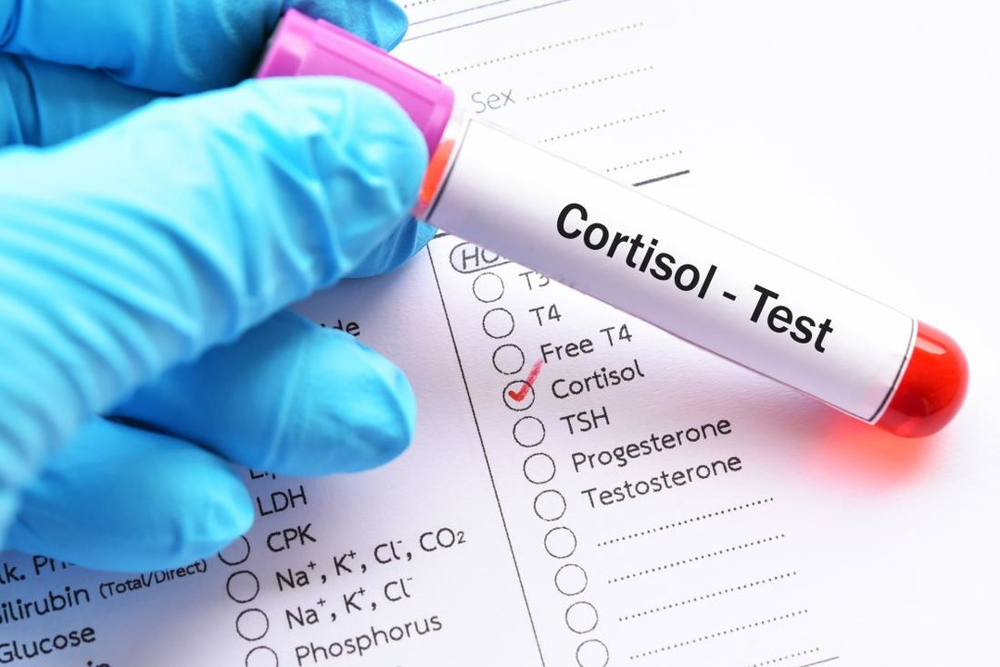 Sex
Cortisol - Test
T3
T4
Free T4
Cortisol
TSH
Progesterone
Testosterone
LDH
CPK
Na⁺, K⁺, Cl⁻, CO₂
Na⁺, K⁺, Cl⁻
Phosphorus
(Total/Direct)
Glucose